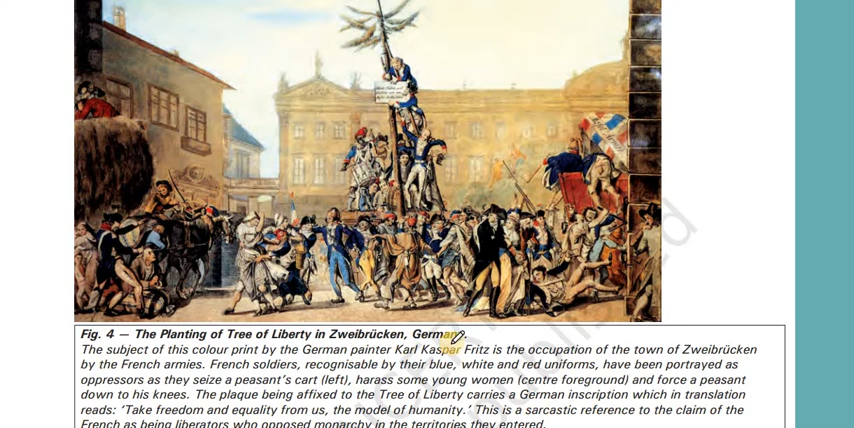 Fig. 4 — The Planting of Tree of Liberty in Zweibrücken, Germany.
The subject of this colour print by the German painter Karl Kaspar Fritz is the occupation of the town of Zweibrücken
by the French armies. French soldiers, recognisable by their blue, white and red uniforms, have been portrayed as
oppressors as they seize a peasant's cart (left), harass some young women (centre foreground) and force a peasant
down to his knees. The plaque being affixed to the Tree of Liberty carries a German inscription which in translation
reads: 'Take freedom and equality from us, the model of humanity.' This is a sarcastic reference to the claim of the
French as being liberators who opposed monarchy in the territories they entered.